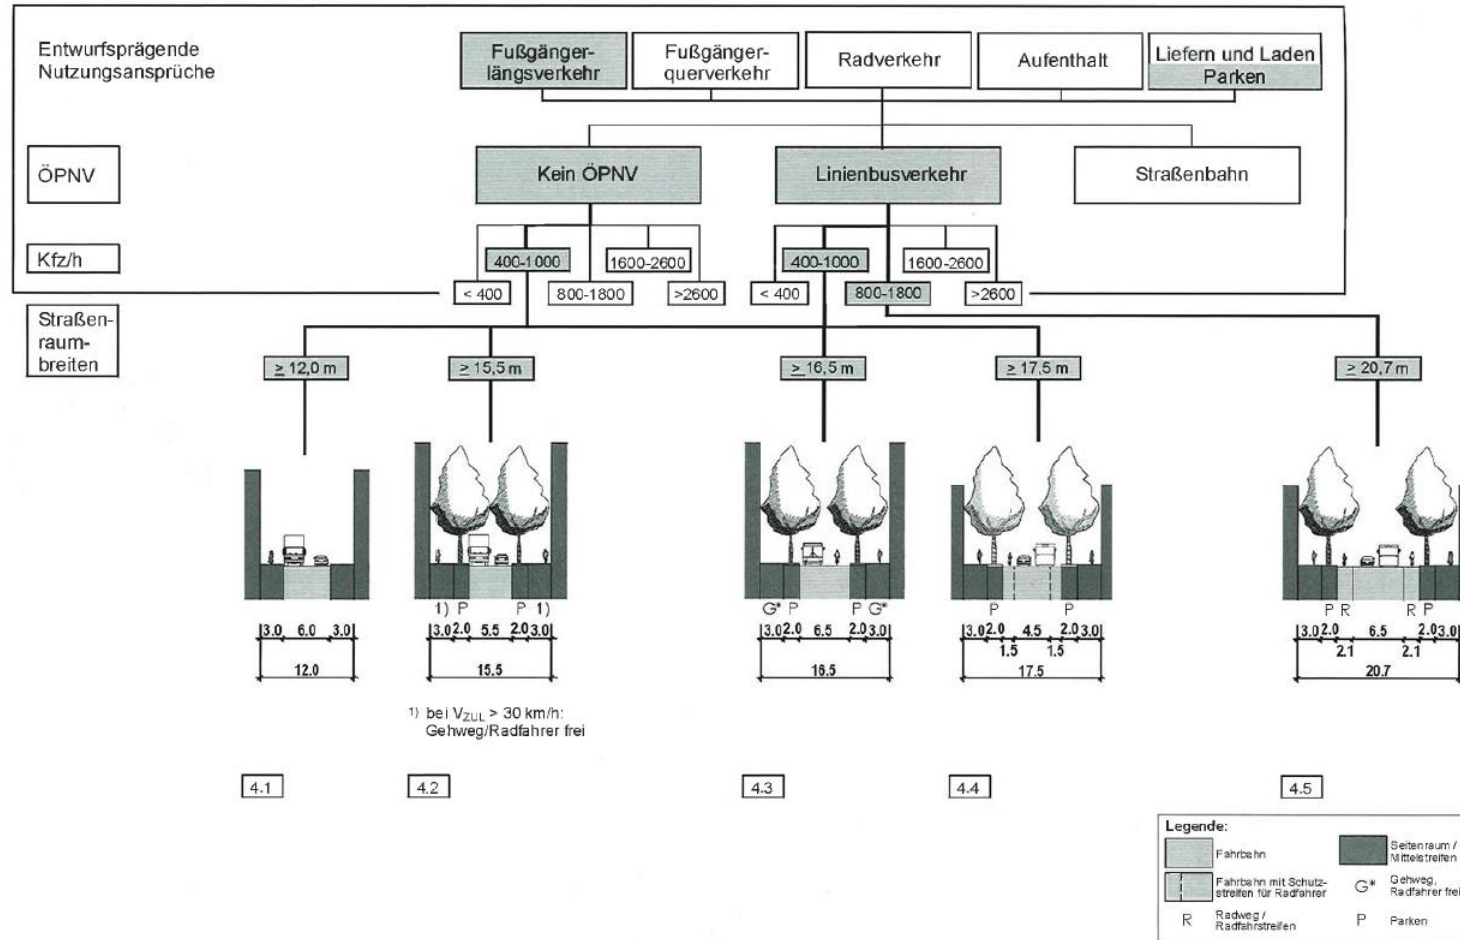 Entwurfsprägende
Nutzungsansprüche
Fußgänger-
längsverkehr
Fußgänger-
querverkehr
Radverkehr
Aufenthalt
Liefern und Laden
Parken
ÖPNV
Kein ÖPNV
Linienbusverkehr
Straßenbahn
Kfz/h
400-1000
1600-2600
400-1000
1600-2600
< 400
800-1800
>2600
< 400
800-1800
>2600
Straßen-
raum-
breiten
≥ 12,0 m
≥ 15,5 m
≥ 16,5 m
≥ 17,5 m
≥ 20,7 m
1) P P 1)
G* P P G*
P P
P R R P
3.0 6.0 3.0
3.0 2.0 5.5 2.0 3.0
3.0 2.0 6.5 2.0 3.0
3.0 2.0 4.5 2.0 3.0
1.5 1.5
3.0 2.0 6.5 2.0 3.0
2.1 2.1
12.0
15.5
16.5
17.5
20.7
1) bei VZUL > 30 km/h:
Gehweg/Radfahrer frei
4.1
4.2
4.3
4.4
4.5
Legende:
Fahrbahn
Seitenraum /
Mittelstreifen
Fahrbahn mit Schutz-
streifen für Radfahrer
G* Gehweg,
Radfahrer frei
R Radweg /
Radfahrstreifen
P Parken